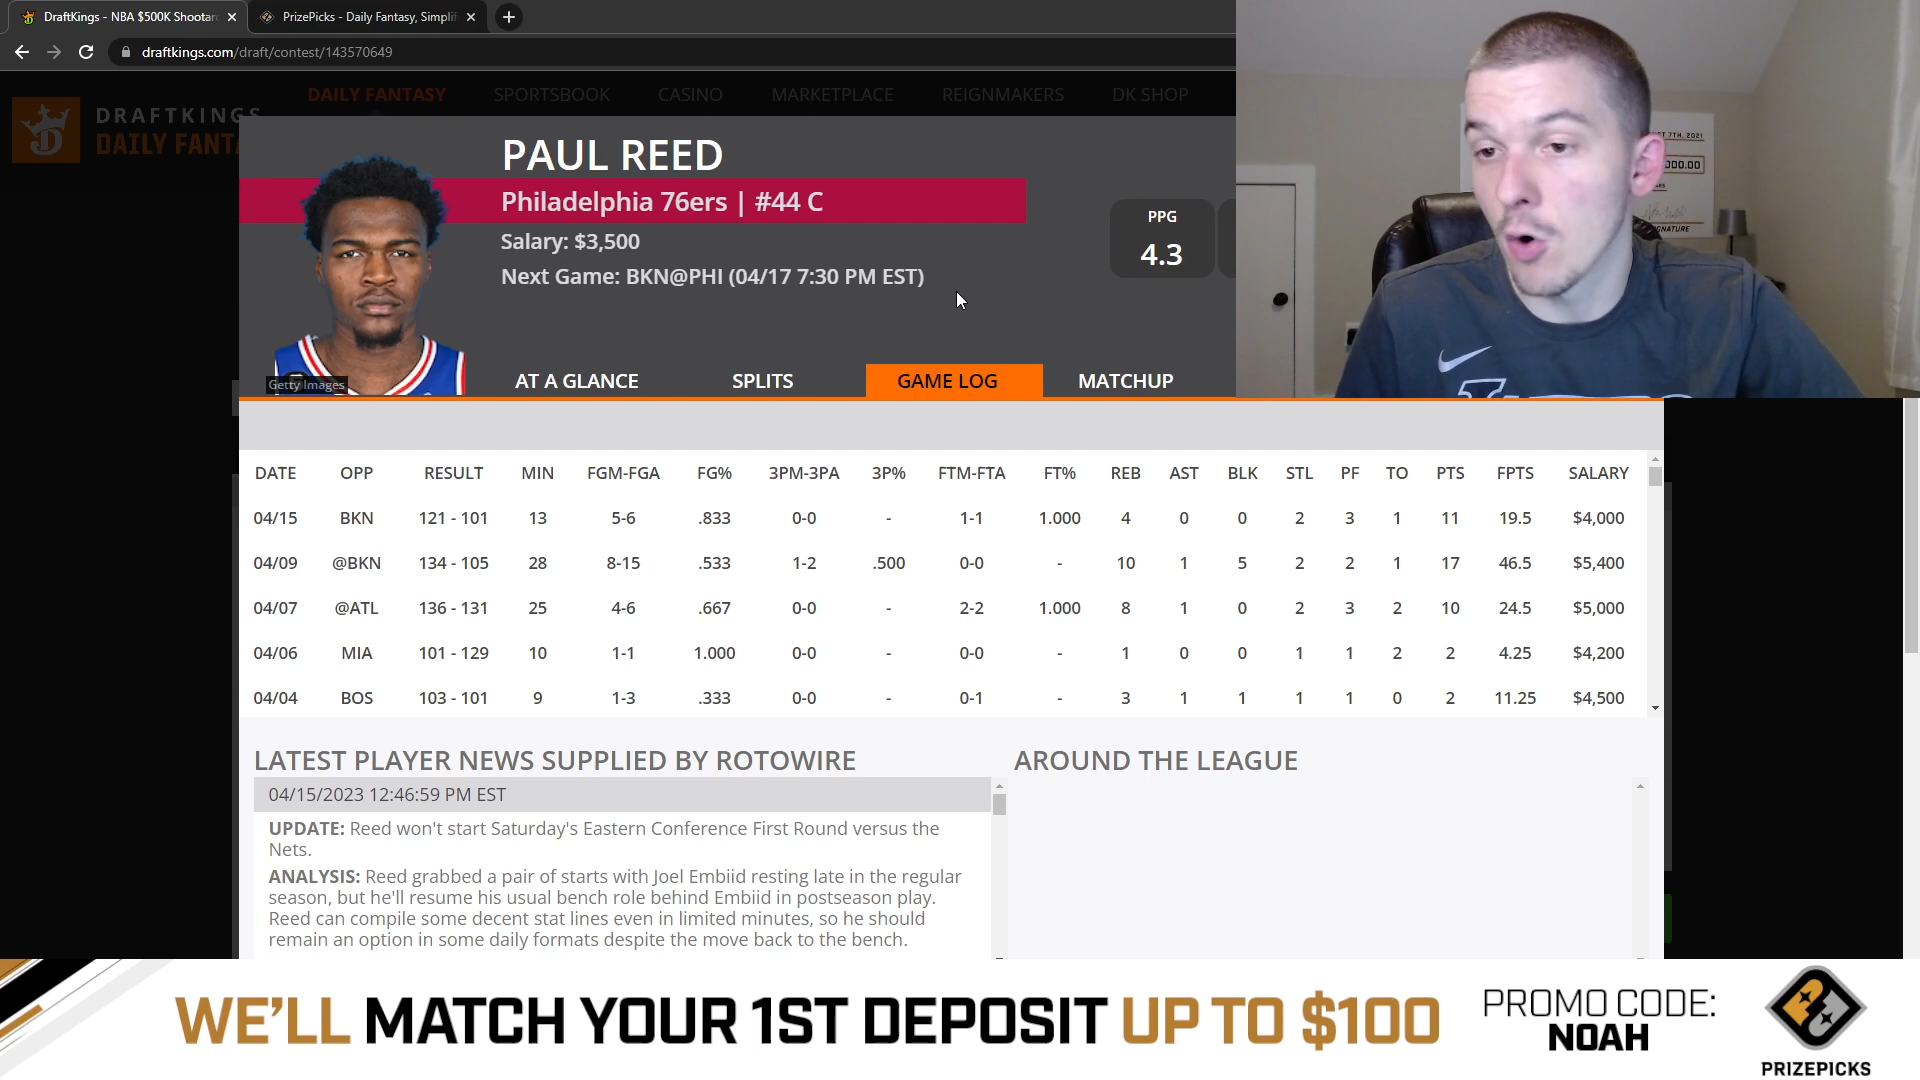 DraftKings - NBA $500K Shootar
PrizePicks - Daily Fantasy, Simplif
draftkings.com/draft/contest/143570649
DAILY FANTASY SPORTSBOOK CASINO MARKETPLACE REIGNMAKERS DK SHOP
DRAFTKINGS
DAILY FANTA
PAUL REED
Philadelphia 76ers | #44 C
Salary: $3,500
Next Game: BKN@PHI (04/17 7:30 PM EST)
PPG
4.3
Getty Images
AT A GLANCE SPLITS GAME LOG MATCHUP
ST 7TH, 2021
000.00
GNATURE
DATE OPP RESULT MIN FGM-FGA FG% 3PM-3PA 3P% FTM-FTA FT% REB AST BLK STL PF TO PTS FPTS SALARY
04/15 BKN 121 - 101 13 5-6 .833 0-0 - 1-1 1.000 4 0 0 2 3 1 11 19.5 $4,000
04/09 @BKN 134 - 105 28 8-15 .533 1-2 .500 0-0 - 10 1 5 2 2 1 17 46.5 $5,400
04/07 @ATL 136 - 131 25 4-6 .667 0-0 - 2-2 1.000 8 1 0 2 3 2 10 24.5 $5,000
04/06 MIA 101 - 129 10 1-1 1.000 0-0 - 0-0 - 1 0 0 1 1 2 2 4.25 $4,200
04/04 BOS 103 - 101 9 1-3 .333 0-0 - 0-1 - 3 1 1 1 1 0 2 11.25 $4,500
LATEST PLAYER NEWS SUPPLIED BY ROTOWIRE
AROUND THE LEAGUE
04/15/2023 12:46:59 PM EST
UPDATE: Reed won't start Saturday's Eastern Conference First Round versus the
Nets.
ANALYSIS: Reed grabbed a pair of starts with Joel Embiid resting late in the regular
season, but he'll resume his usual bench role behind Embiid in postseason play.
Reed can compile some decent stat lines even in limited minutes, so he should
remain an option in some daily formats despite the move back to the bench.
WE'LL MATCH YOUR 1ST DEPOSIT UP TO $100
PROMO CODE:
NOAH
PRIZEPICKS